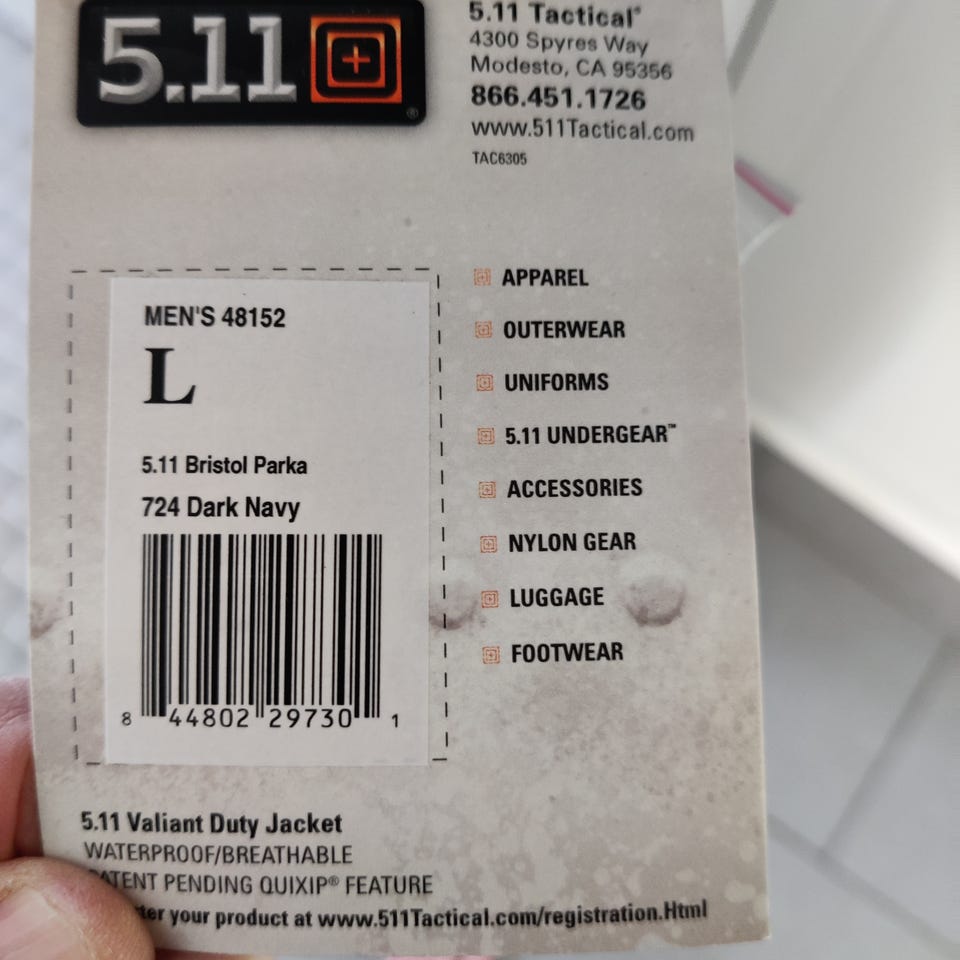 5.11
®
5.11 Tactical®
4300 Spyres Way
Modesto, CA 95356
866.451.1726
www.511Tactical.com
TAC6305
MEN'S 48152
L
5.11 Bristol Parka
724 Dark Navy
8 44802 29730 1
APPAREL
OUTERWEAR
UNIFORMS
5.11 UNDERGEAR™
ACCESSORIES
NYLON GEAR
LUGGAGE
FOOTWEAR
5.11 Valiant Duty Jacket
WATERPROOF/BREATHABLE
PATENT PENDING QUIXIP® FEATURE
your product at www.511Tactical.com/registration.Html